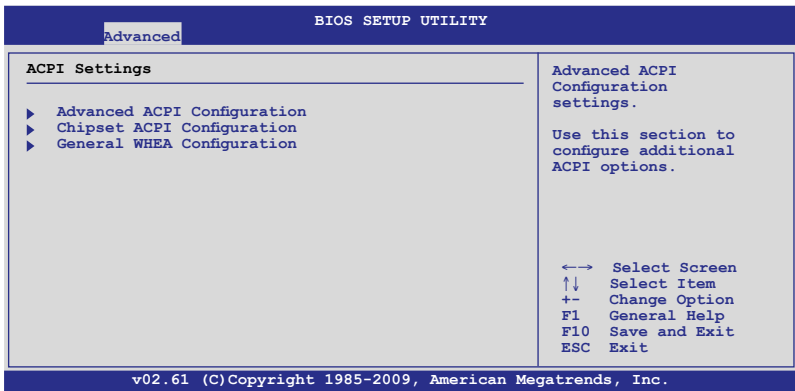 BIOS SETUP UTILITY
Advanced
ACPI Settings
Advanced ACPI Configuration
Chipset ACPI Configuration
General WHEA Configuration
Advanced ACPI
Configuration
settings.
Use this section to
configure additional
ACPI options.
←→ Select Screen
↑↓ Select Item
+- Change Option
F1 General Help
F10 Save and Exit
ESC Exit
v02.61 (C)Copyright 1985-2009, American Megatrends, Inc.